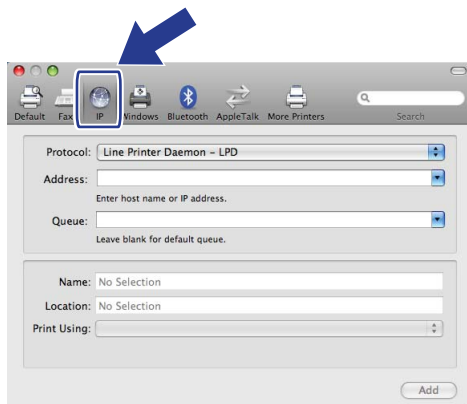 Default Fax IP Windows Bluetooth AppleTalk More Printers Search
Protocol: Line Printer Daemon – LPD
Address:
Enter host name or IP address.
Queue:
Leave blank for default queue.
Name: No Selection
Location: No Selection
Print Using:
Add